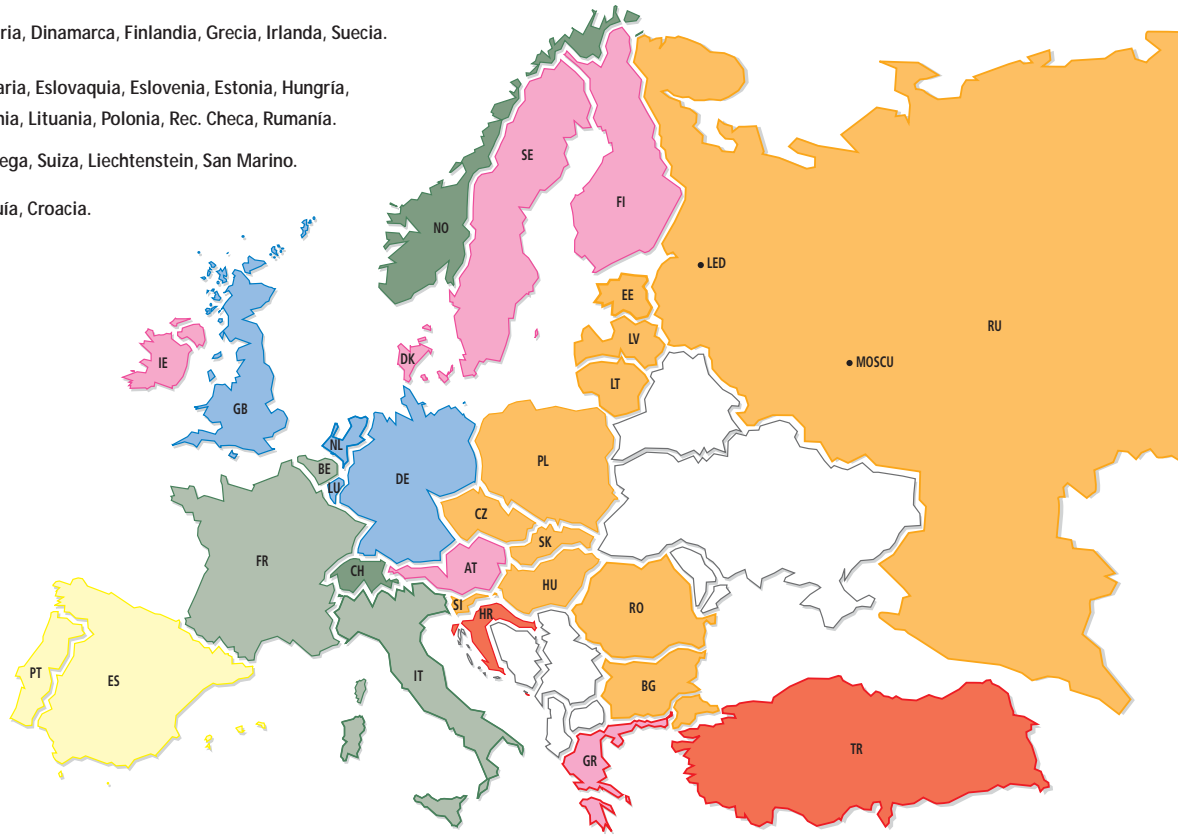 ria, Dinamarca, Finlandia, Grecia, Irlanda, Suecia.
aria, Eslovaquia, Eslovenia, Estonia, Hungría,
nia, Lituania, Polonia, Rec. Checa, Rumanía.
ega, Suiza, Liechtenstein, San Marino.
uía, Croacia.
SE
FI
NO
LED
EE
RU
LV
IE
DK
MOSCU
LT
GB
NL
BE
PL
DE
LU
CZ
SK
FR
CH
AT
HU
SI
HR
RO
PT
ES
IT
BG
TR
GR